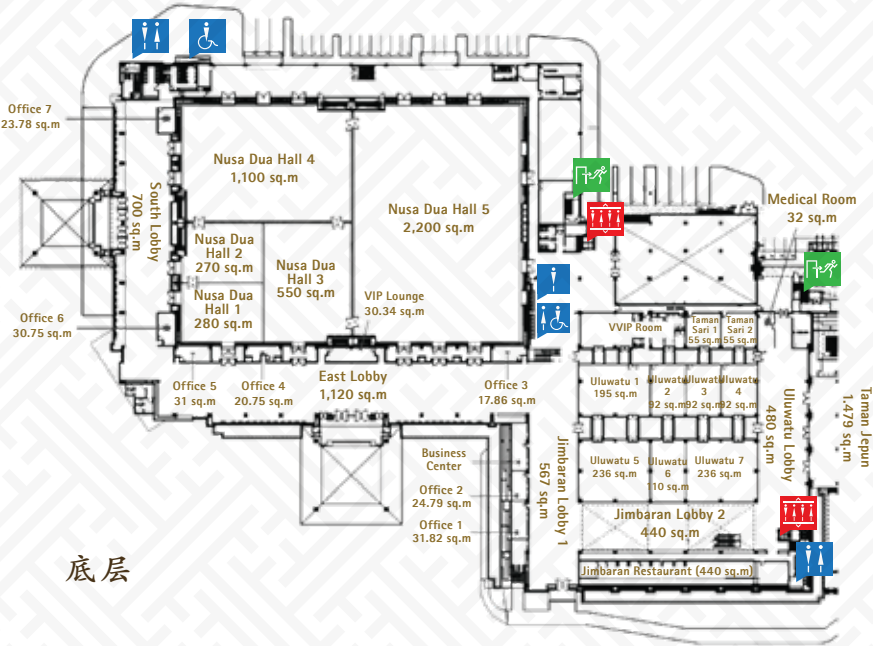 Office 7
23.78 sq.m
Nusa Dua Hall 4
1,100 sq.m
Nusa Dua Hall 5
2,200 sq.m
South Lobby
700 sq.m
Nusa Dua
Hall 2
270 sq.m
Nusa Dua
Hall 3
550 sq.m
Nusa Dua
Hall 1
280 sq.m
VIP Lounge
30.34 sq.m
Office 6
30.75 sq.m
Medical Room
32 sq.m
VVIP Room
Taman
Sari 1
55 sq.m
Taman
Sari 2
55 sq.m
Office 5
31 sq.m
Office 4
20.75 sq.m
East Lobby
1,120 sq.m
Office 3
17.86 sq.m
Uluwatu 1
195 sq.m
Uluwatu
2
92 sq.m
Uluwatu
3
92 sq.m
Uluwatu
4
92 sq.m
Uluwatu Lobby
480 sq.m
Taman Jepun
1.479 sq.m
Business
Center
Office 2
24.79 sq.m
Office 1
31.82 sq.m
Jimbaran Lobby 1
567 sq.m
Uluwatu 5
236 sq.m
Uluwatu
6
110 sq.m
Uluwatu 7
236 sq.m
Jimbaran Lobby 2
440 sq.m
Jimbaran Restaurant (440 sq.m)
底层